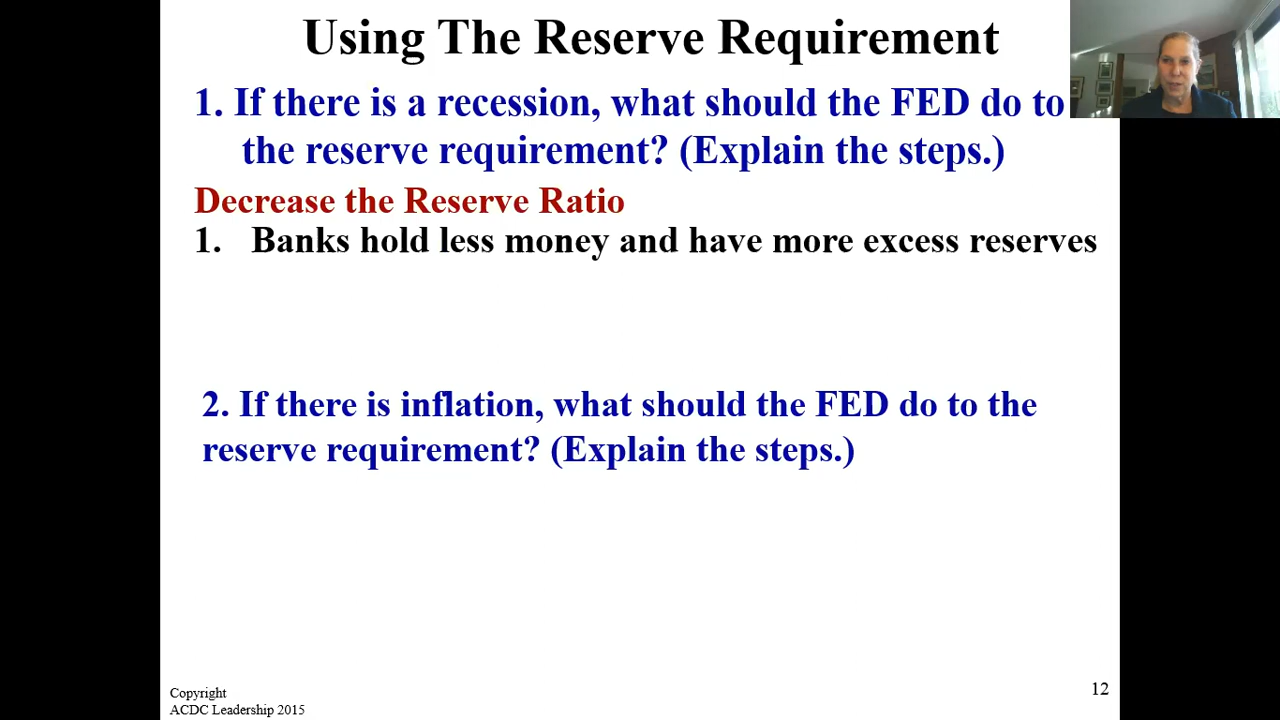 Using The Reserve Requirement
1. If there is a recession, what should the FED do to
the reserve requirement? (Explain the steps.)
Decrease the Reserve Ratio
1. Banks hold less money and have more excess reserves
2. If there is inflation, what should the FED do to the
reserve requirement? (Explain the steps.)
Copyright
ACDC Leadership 2015
12